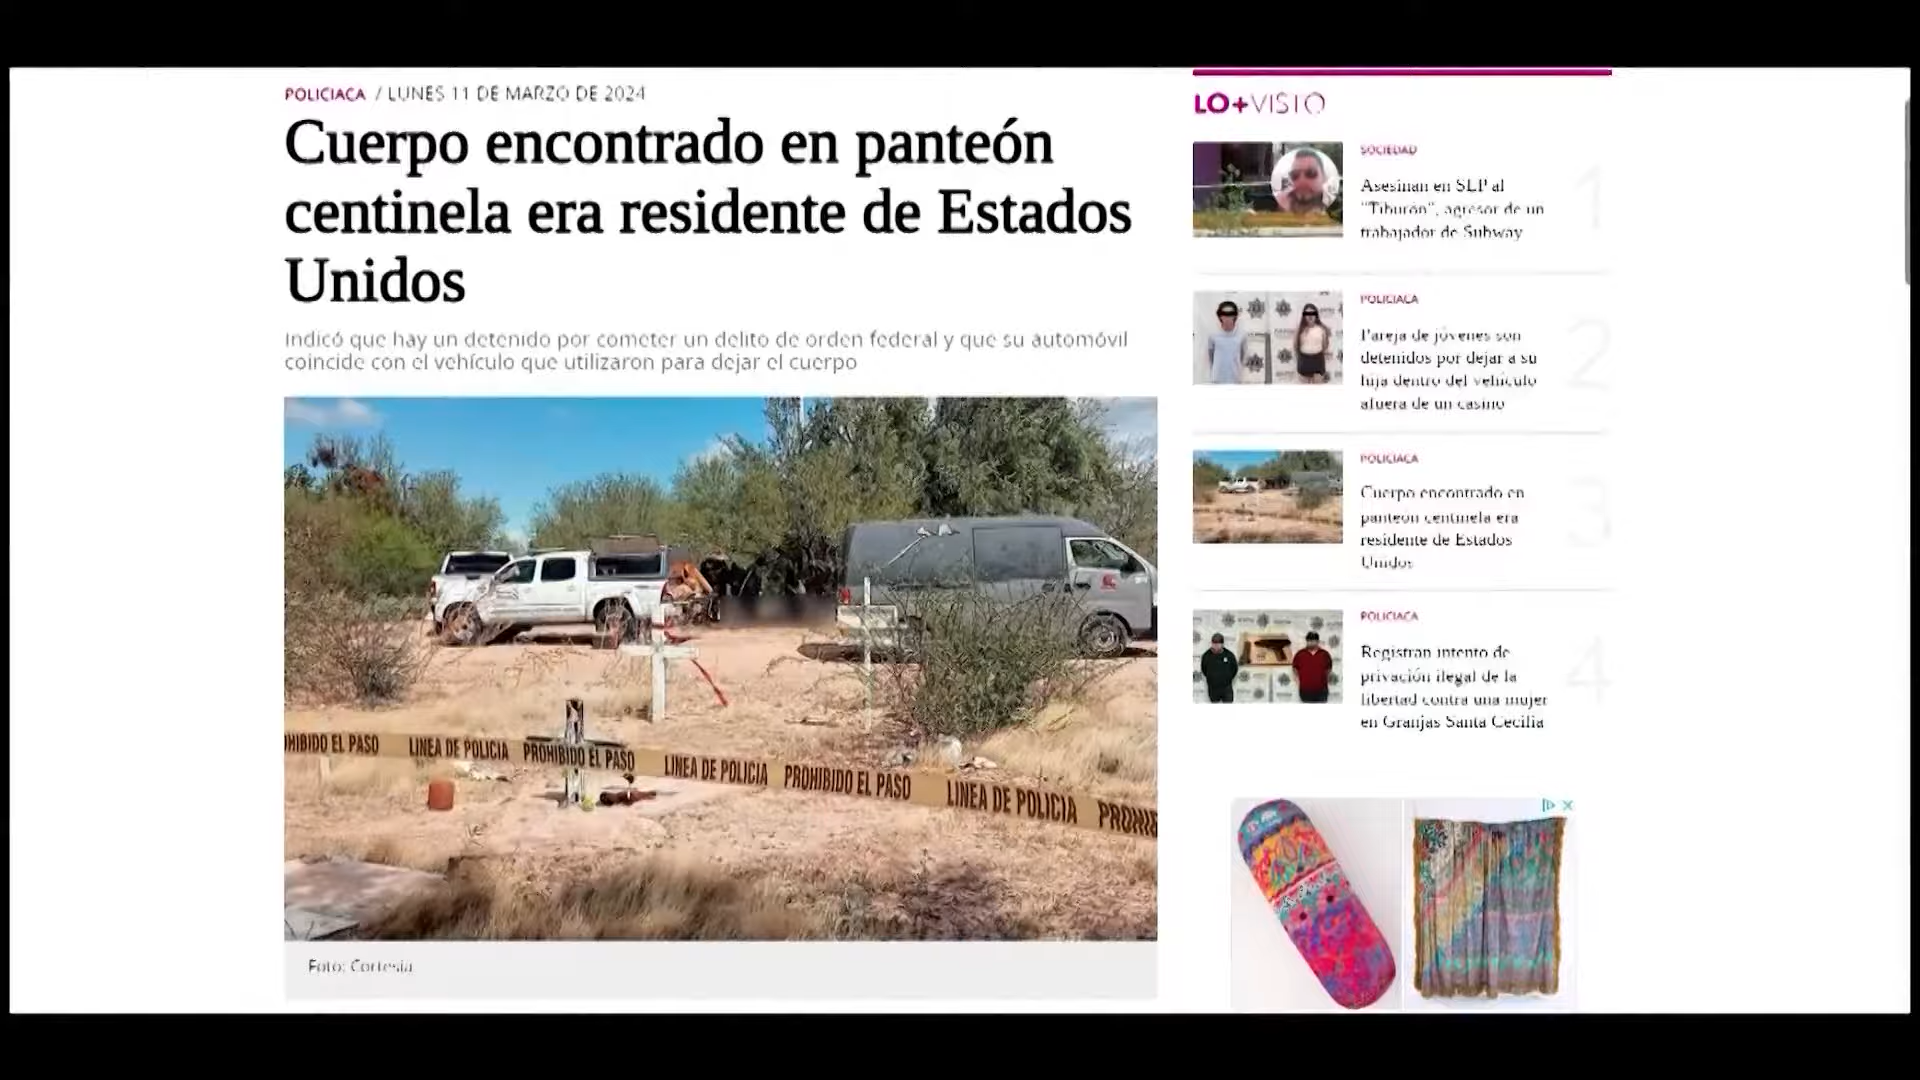 POLICIACA / LUNES 11 DE MARZO DE 2024
Cuerpo encontrado en panteón
centinela era residente de Estados
Unidos
Indicó que hay un detenido por cometer un delito de orden federal y que su automóvil
coincide con el vehículo que utilizaron para dejar el cuerpo
HIBIDO EL PASO LINEA DE POLICIA PROHIBIDO EL PASO LINEA DE POLICIA PROHIBIDO EL PASO LINEA DE POLICIA PROHIB
Foto: Cortesía
LO+VISTO
SOCIEDAD
Asesinan en SLP al
"Tiburón", agresor de un
trabajador de Subway
1
POLICIACA
Pareja de jóvenes son
detenidos por dejar a su
hija dentro del vehículo
afuera de un casino
2
POLICIACA
Cuerpo encontrado en
panteón centinela era
residente de Estados
Unidos
3
POLICIACA
Registran intento de
privación ilegal de la
libertad contra una mujer
en Granjas Santa Cecilia
4